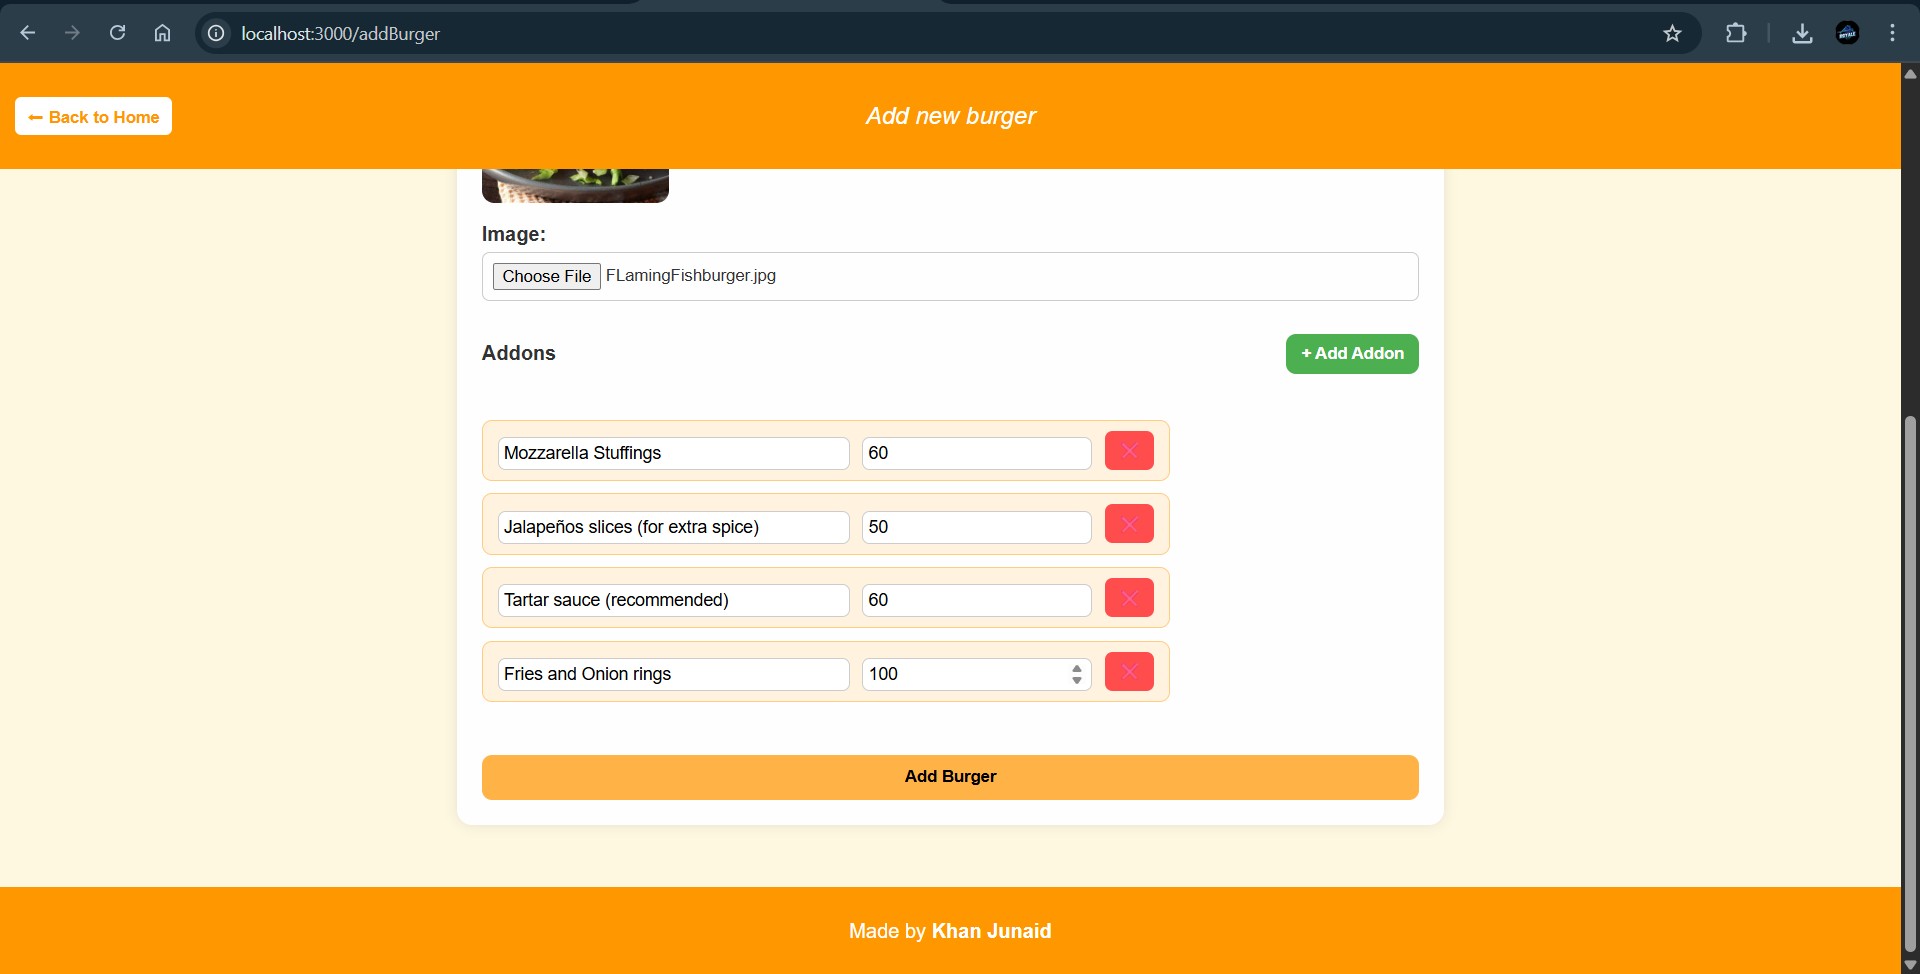 localhost:3000/addBurger
Back to Home
Add new burger
Image:
Choose File FLamingFishburger.jpg
Addons
+ Add Addon
Mozzarella Stuffings 60
Jalapeños slices (for extra spice) 50
Tartar sauce (recommended) 60
Fries and Onion rings 100
Add Burger
Made by Khan Junaid